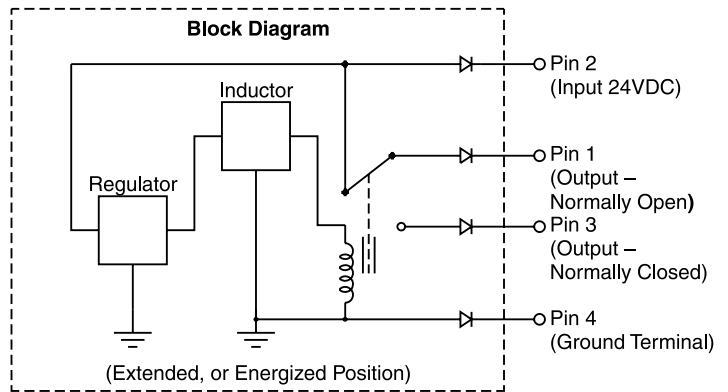 Block Diagram
Pin 2
(Input 24VDC)
Inductor
Pin 1
(Output –
Normally Open)
Regulator
Pin 3
(Output –
Normally Closed)
Pin 4
(Ground Terminal)
(Extended, or Energized Position)